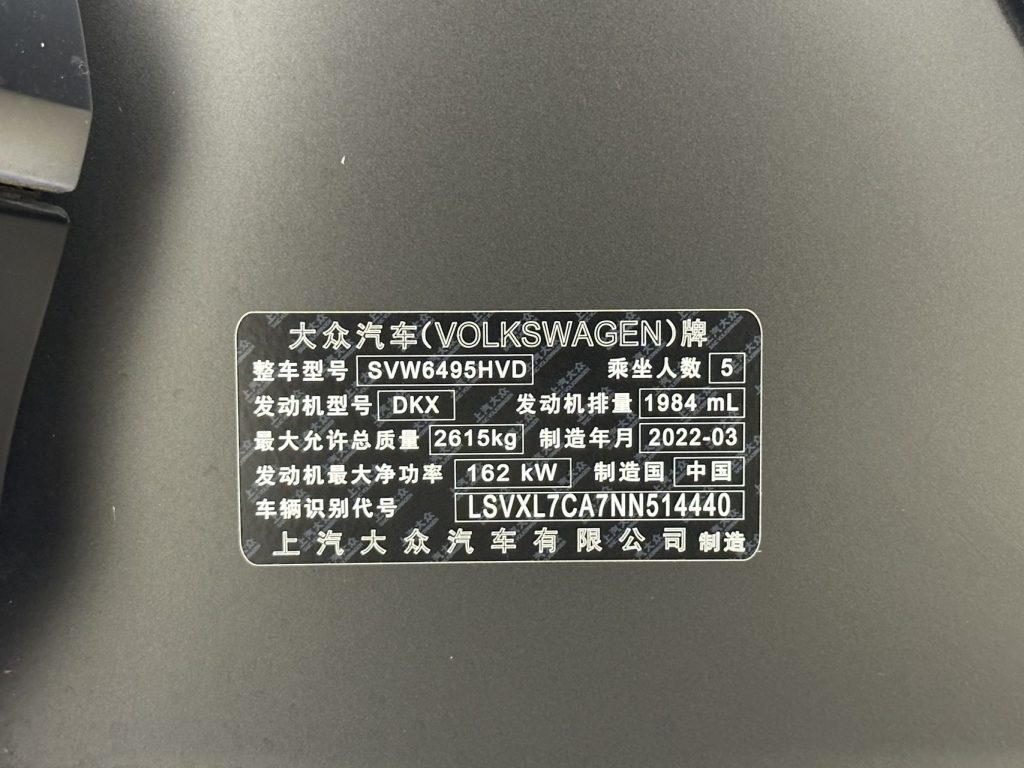 大众汽车(VOLKSWAGEN)牌
整车型号 SVW6495HVD 乘坐人数 5
发动机型号 DKX 发动机排量 1984 mL
最大允许总质量 2615kg 制造年月 2022-03
发动机最大净功率 162 kW 制造国 中国
车辆识别代号 LSVXL7CA7NN514440
上汽大众汽车有限公司 制造